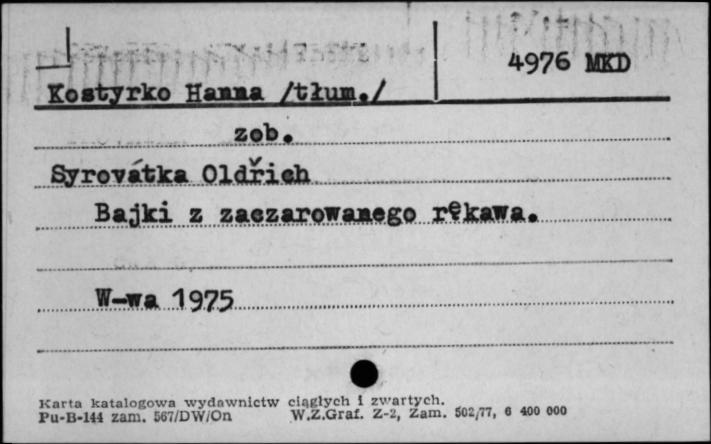 4976 MKD
Kostyrko Hanna /tłum./
zob.
Syrovátka Oldřich
Bajki z zaczarowanego rękawa.
W-wa 1975
Karta katalogowa wydawnictw ciągłych i zwartych.
Pu-B-144 zam. 567/DW/On W.Z.Graf. Z-2, Zam. 502/77, 6 400 000